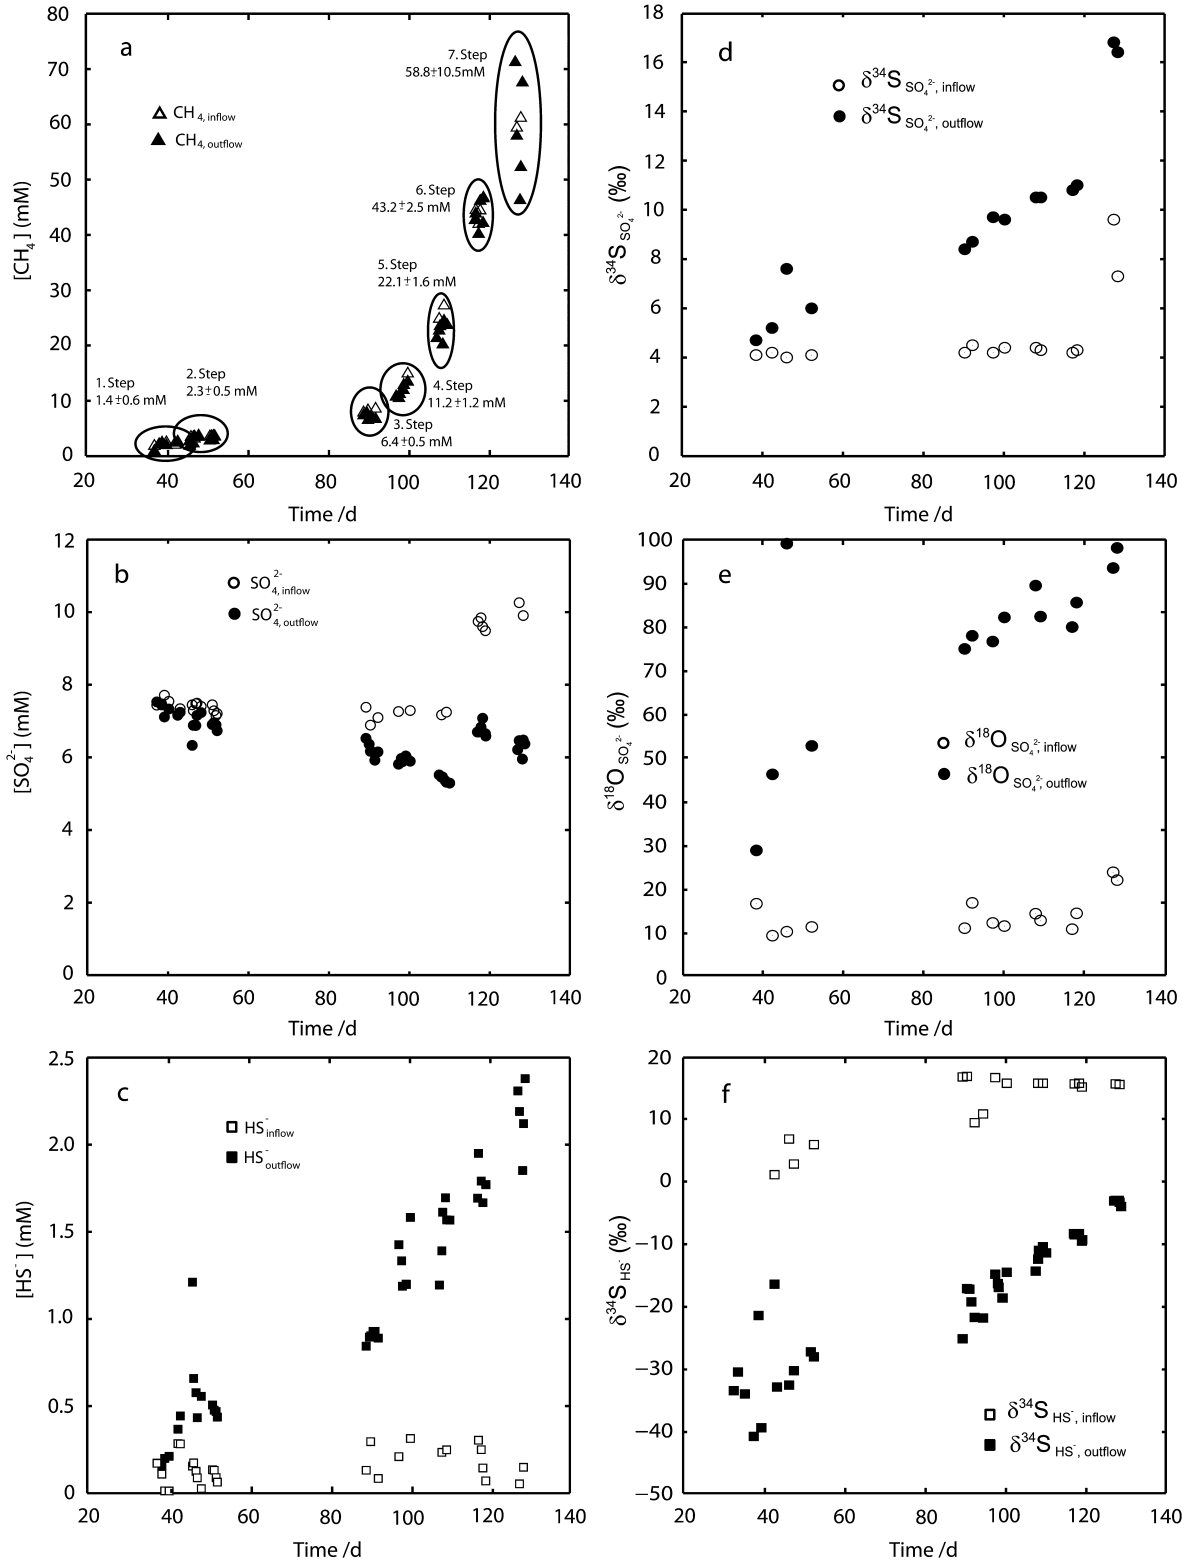 a
80
70
60
50
40
30
20
10
0
[CH4] (mM)
CH4, inflow
CH4, outflow
1. Step
1.4±0.6 mM
2. Step
2.3±0.5 mM
3. Step
6.4±0.5 mM
4. Step
11.2±1.2 mM
5. Step
22.1±1.6 mM
6. Step
43.2±2.5 mM
7. Step
58.8±10.5mM
20 40 60 80 100 120 140
Time /d
d
18
16
14
12
10
8
6
4
2
0
δ34S SO42- (‰)
δ34S SO42-, inflow
δ34S SO42-, outflow
20 40 60 80 100 120 140
Time /d
b
12
10
8
6
4
2
0
[SO42-] (mM)
SO42-, inflow
SO42-, outflow
20 40 60 80 100 120 140
Time /d
e
100
90
80
70
60
50
40
30
20
10
0
δ18O SO42- (‰)
δ18O SO42-, inflow
δ18O SO42-, outflow
20 40 60 80 100 120 140
Time /d
c
2.5
2.0
1.5
1.0
0.5
0
[HS-] (mM)
HS- inflow
HS- outflow
20 40 60 80 100 120 140
Time /d
f
20
10
0
−10
−20
−30
−40
−50
δ34S HS- (‰)
δ34S HS-, inflow
δ34S HS-, outflow
20 40 60 80 100 120 140
Time /d